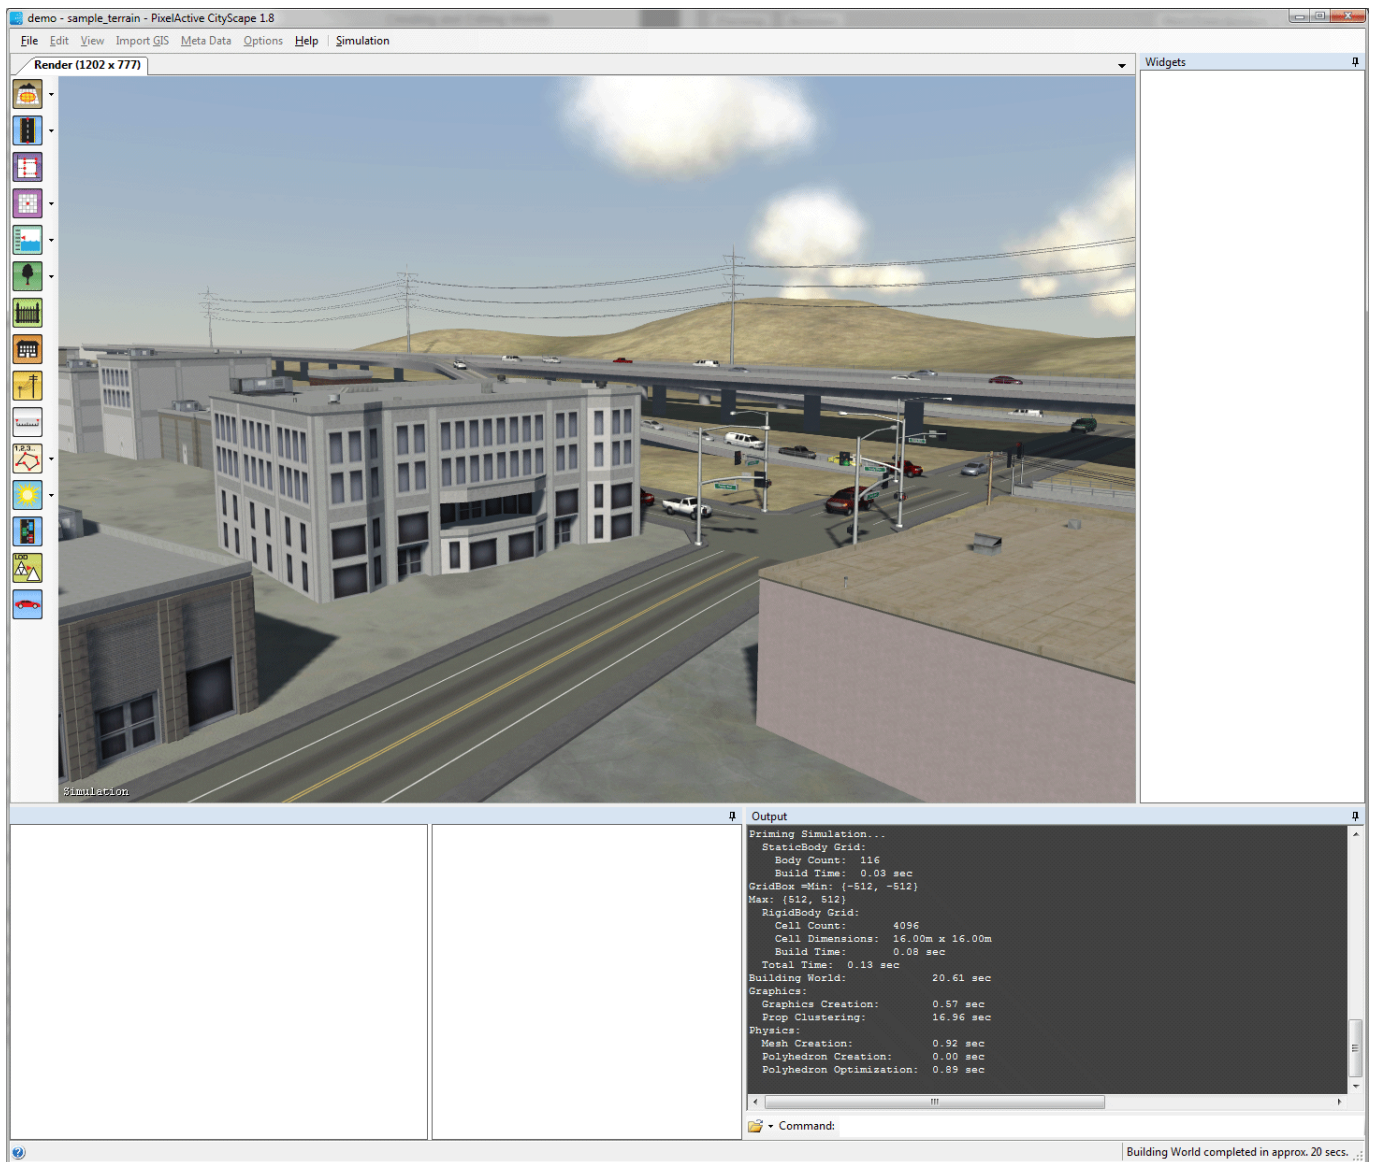 demo - sample_terrain - PixelActive CityScape 1.8
File Edit View Import GIS Meta Data Options Help Simulation
Render (1202 x 777)
Widgets
1,2,3...
LOD
Simulation
Output
Priming Simulation...
StaticBody Grid:
Body Count: 116
Build Time: 0.03 sec
GridBox =Min: {-512, -512}
Max: {512, 512}
RigidBody Grid:
Cell Count: 4096
Cell Dimensions: 16.00m x 16.00m
Build Time: 0.08 sec
Total Time: 0.13 sec
Building World: 20.61 sec
Graphics:
Graphics Creation: 0.57 sec
Prop Clustering: 16.96 sec
Physics:
Mesh Creation: 0.92 sec
Polyhedron Creation: 0.00 sec
Polyhedron Optimization: 0.89 sec
Command:
Building World completed in approx. 20 secs.